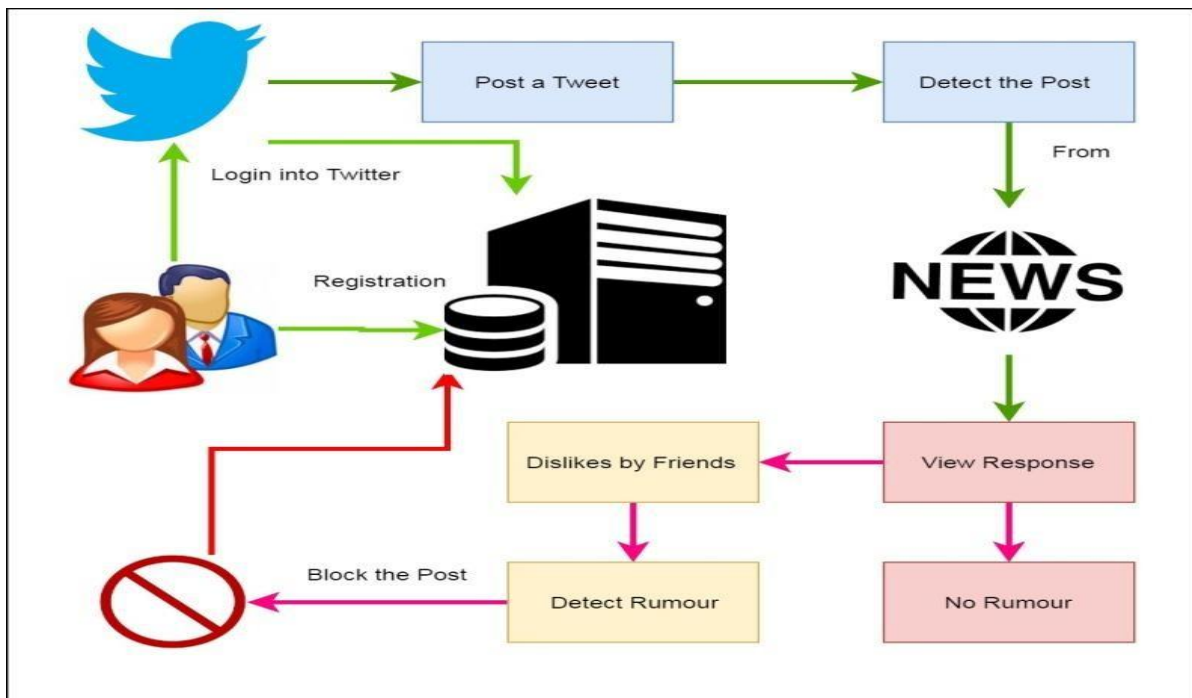 Post a Tweet
Detect the Post
From
Login into Twitter
Registration
NEWS
Dislikes by Friends
View Response
Block the Post
Detect Rumour
No Rumour